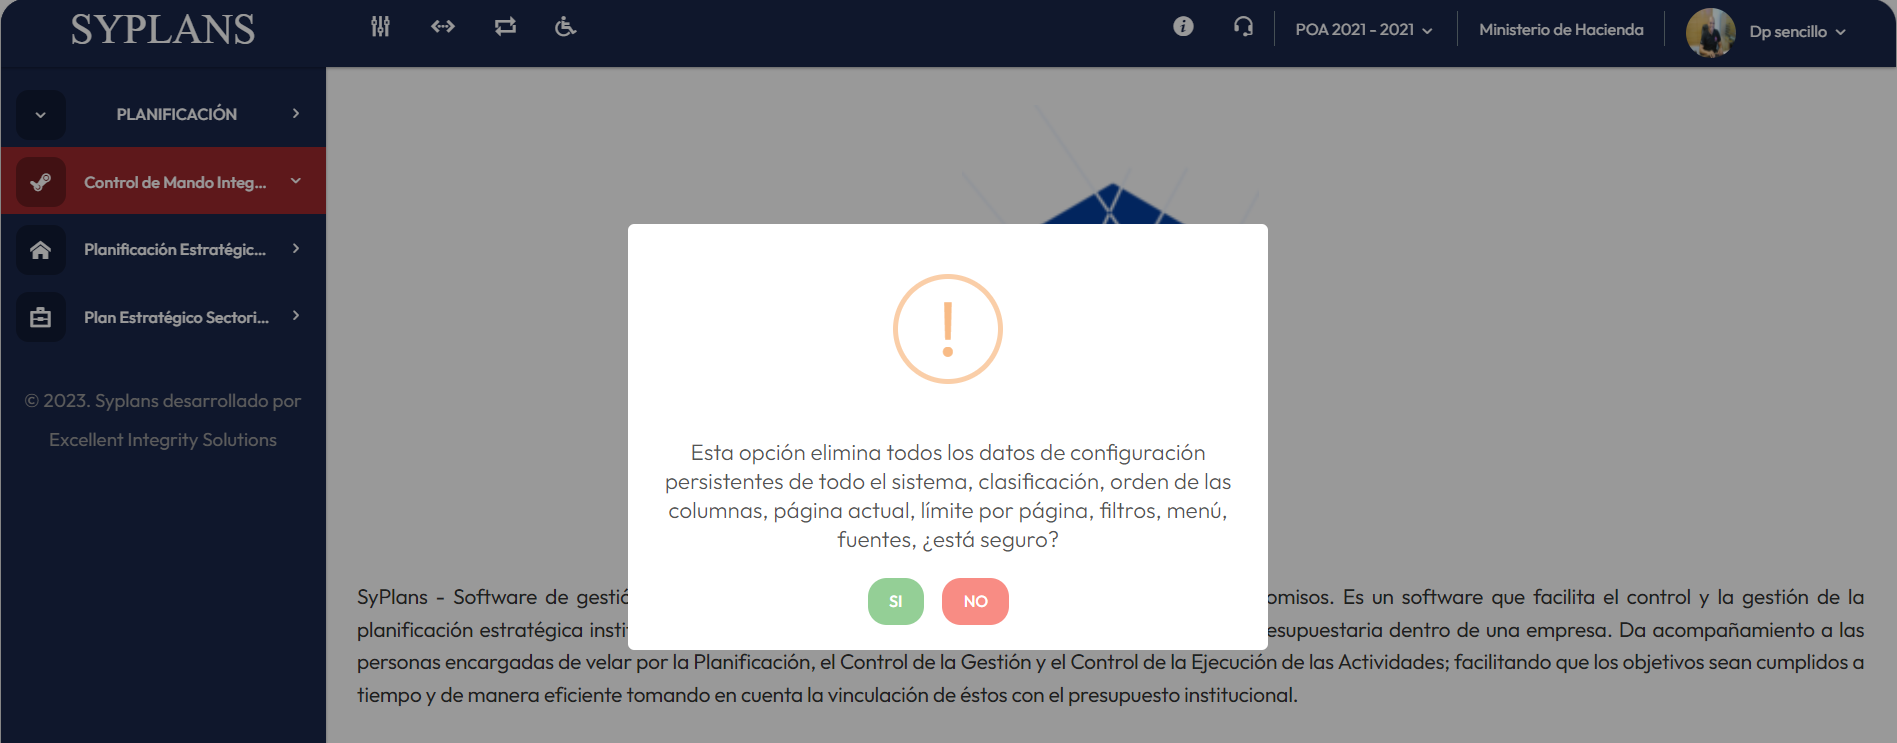 SYPLANS
POA 2021 - 2021
Ministerio de Hacienda
Dp sencillo
PLANIFICACIÓN
Control de Mando Integ...
Planificación Estratégic...
Plan Estratégico Sectori...
© 2023. Syplans desarrollado por
Excellent Integrity Solutions
Esta opción elimina todos los datos de configuración
persistentes de todo el sistema, clasificación, orden de las
columnas, página actual, límite por página, filtros, menú,
fuentes, ¿está seguro?
SI
NO
SyPlans - Software de gestió omisos. Es un software que facilita el control y la gestión de la
planificación estratégica insti esupuestaria dentro de una empresa. Da acompañamiento a las
personas encargadas de velar por la Planificación, el Control de la Gestión y el Control de la Ejecución de las Actividades; facilitando que los objetivos sean cumplidos a
tiempo y de manera eficiente tomando en cuenta la vinculación de éstos con el presupuesto institucional.